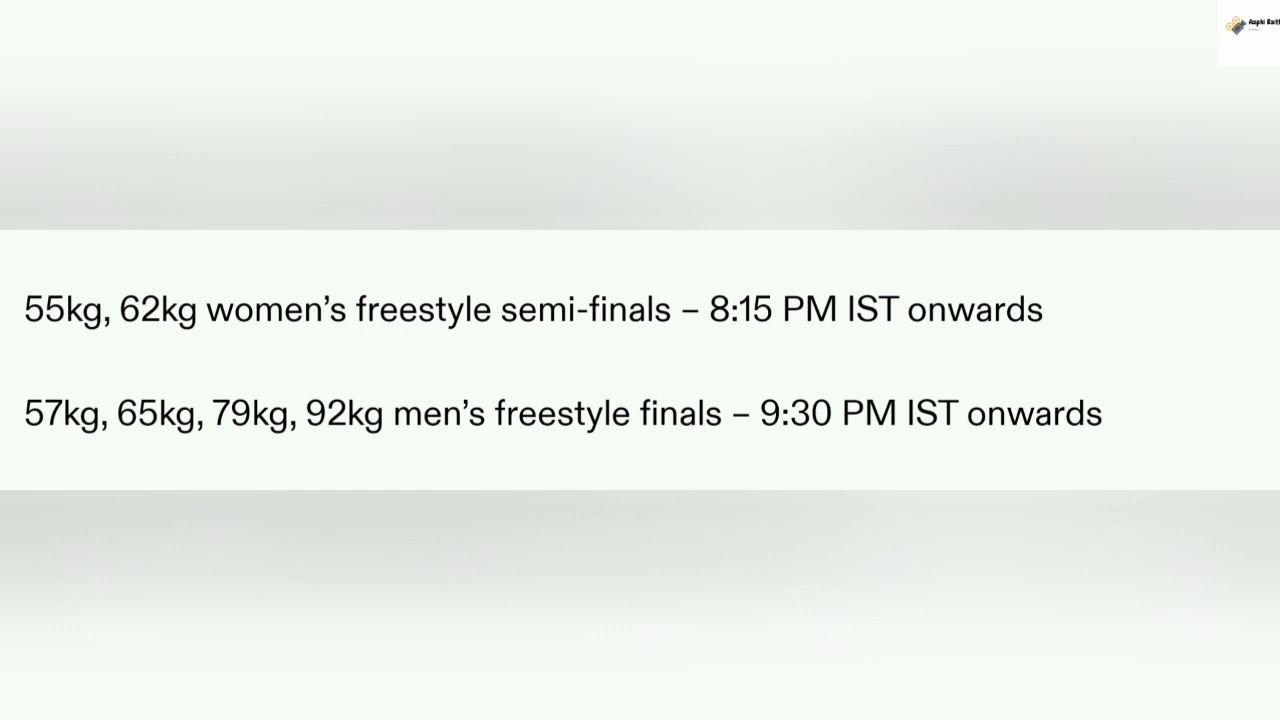 55kg, 62kg women’s freestyle semi-finals – 8:15 PM IST onwards
57kg, 65kg, 79kg, 92kg men’s freestyle finals – 9:30 PM IST onwards